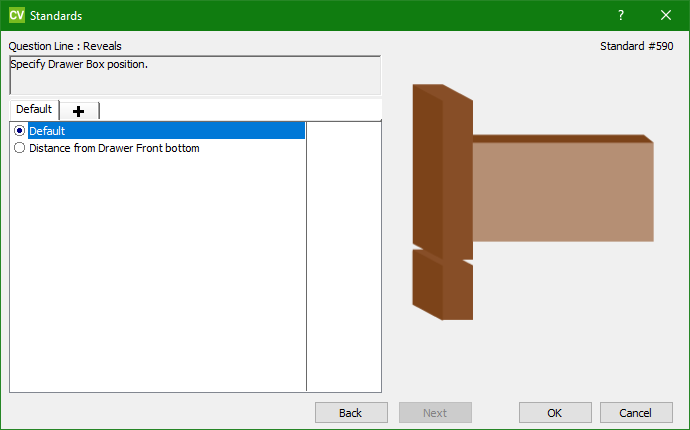 CV Standards
?
Question Line : Reveals
Standard #590
Specify Drawer Box position.
Default
Default
Distance from Drawer Front bottom
Back
Next
OK
Cancel